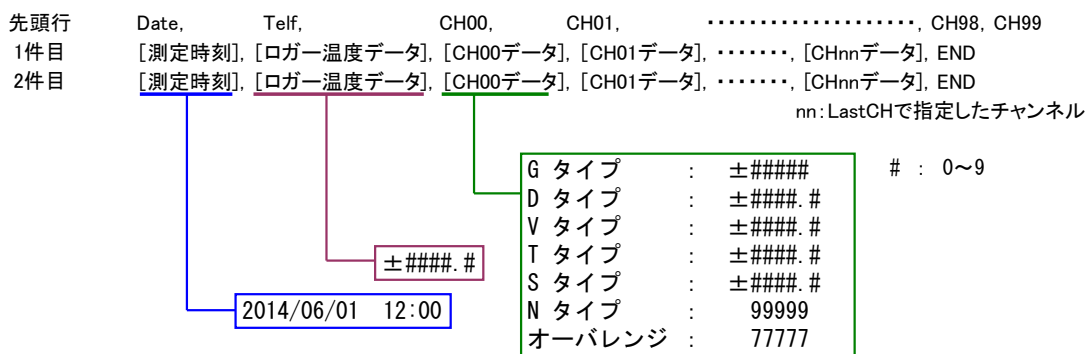 先頭行 Date, Telf, CH00, CH01, ・・・・・・・・・・・・・・・・・・・・, CH98, CH99
1件目 [測定時刻], [ロガー温度データ], [CH00データ], [CH01データ], ・・・・・・・, [CHnnデータ], END
2件目 [測定時刻], [ロガー温度データ], [CH00データ], [CH01データ], ・・・・・・・, [CHnnデータ], END
nn:LastCHで指定したチャンネル
G タイプ : ±##### # : 0～9
D タイプ : ±####.#
V タイプ : ±####.#
T タイプ : ±####.#
S タイプ : ±####.#
N タイプ : 99999
オーバレンジ : 77777
±####.#
2014/06/01 12:00